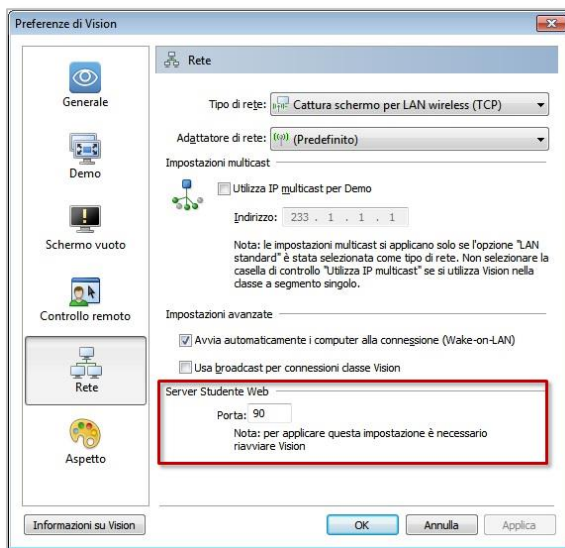 Preferenze di Vision
Generale
Demo
Schermo vuoto
Controllo remoto
Rete
Aspetto
Rete
Tipo di rete: Cattura schermo per LAN wireless (TCP)
Adattatore di rete: (Predefinito)
Impostazioni multicast
Utilizza IP multicast per Demo
Indirizzo: 233 . 1 . 1 . 1
Nota: le impostazioni multicast si applicano solo se l'opzione "LAN
standard" è stata selezionata come tipo di rete. Non selezionare la
casella di controllo "Utilizza IP multicast" se si utilizza Vision nella
classe a segmento singolo.
Impostazioni avanzate
Avvia automaticamente i computer alla connessione (Wake-on-LAN)
Usa broadcast per connessioni classe Vision
Server Studente Web
Porta: 90
Nota: per applicare questa impostazione è necessario
riavviare Vision
Informazioni su Vision
OK
Annulla
Applica